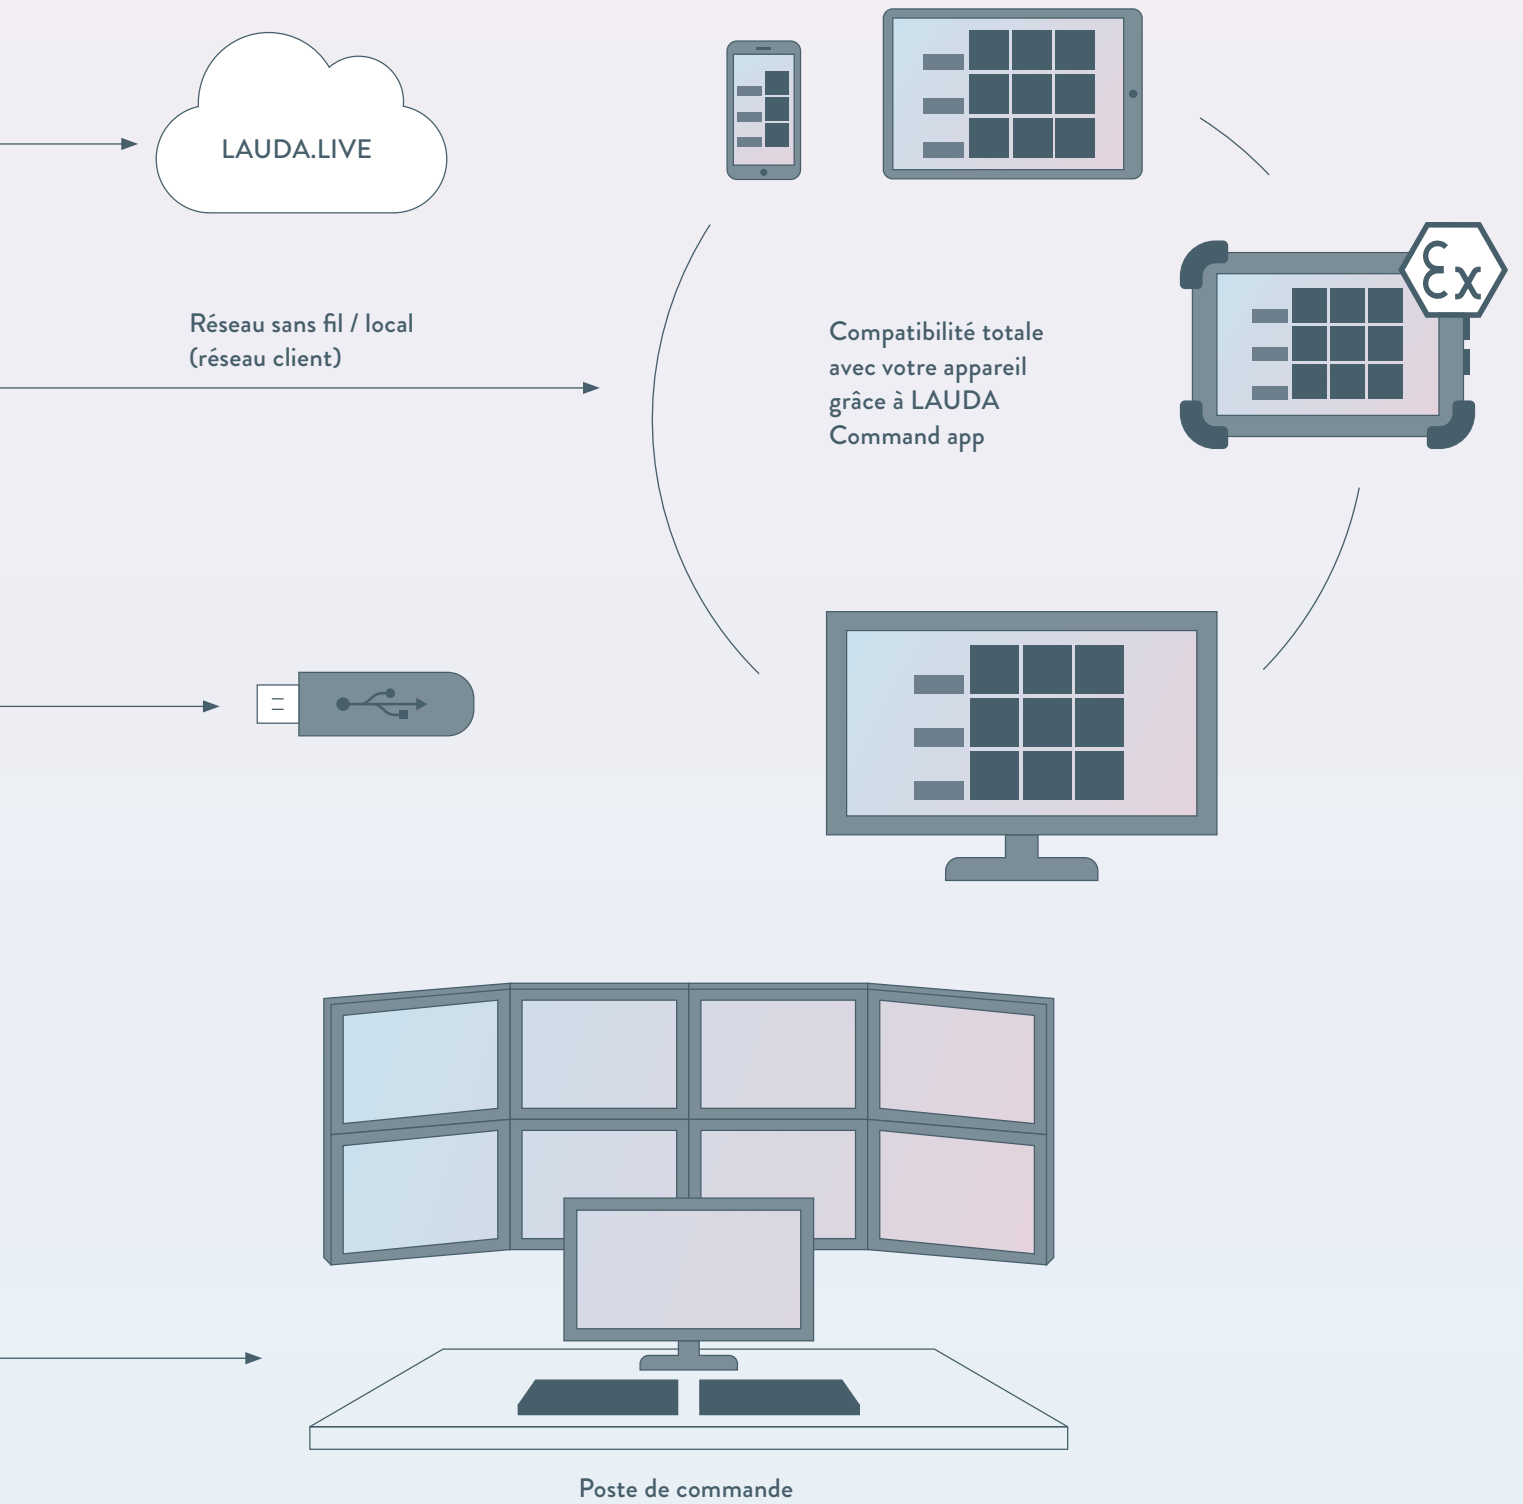 LAUDA.LIVE
Ex
Réseau sans fil / local
(réseau client)
Compatibilité totale
avec votre appareil
grâce à LAUDA
Command app
Poste de commande